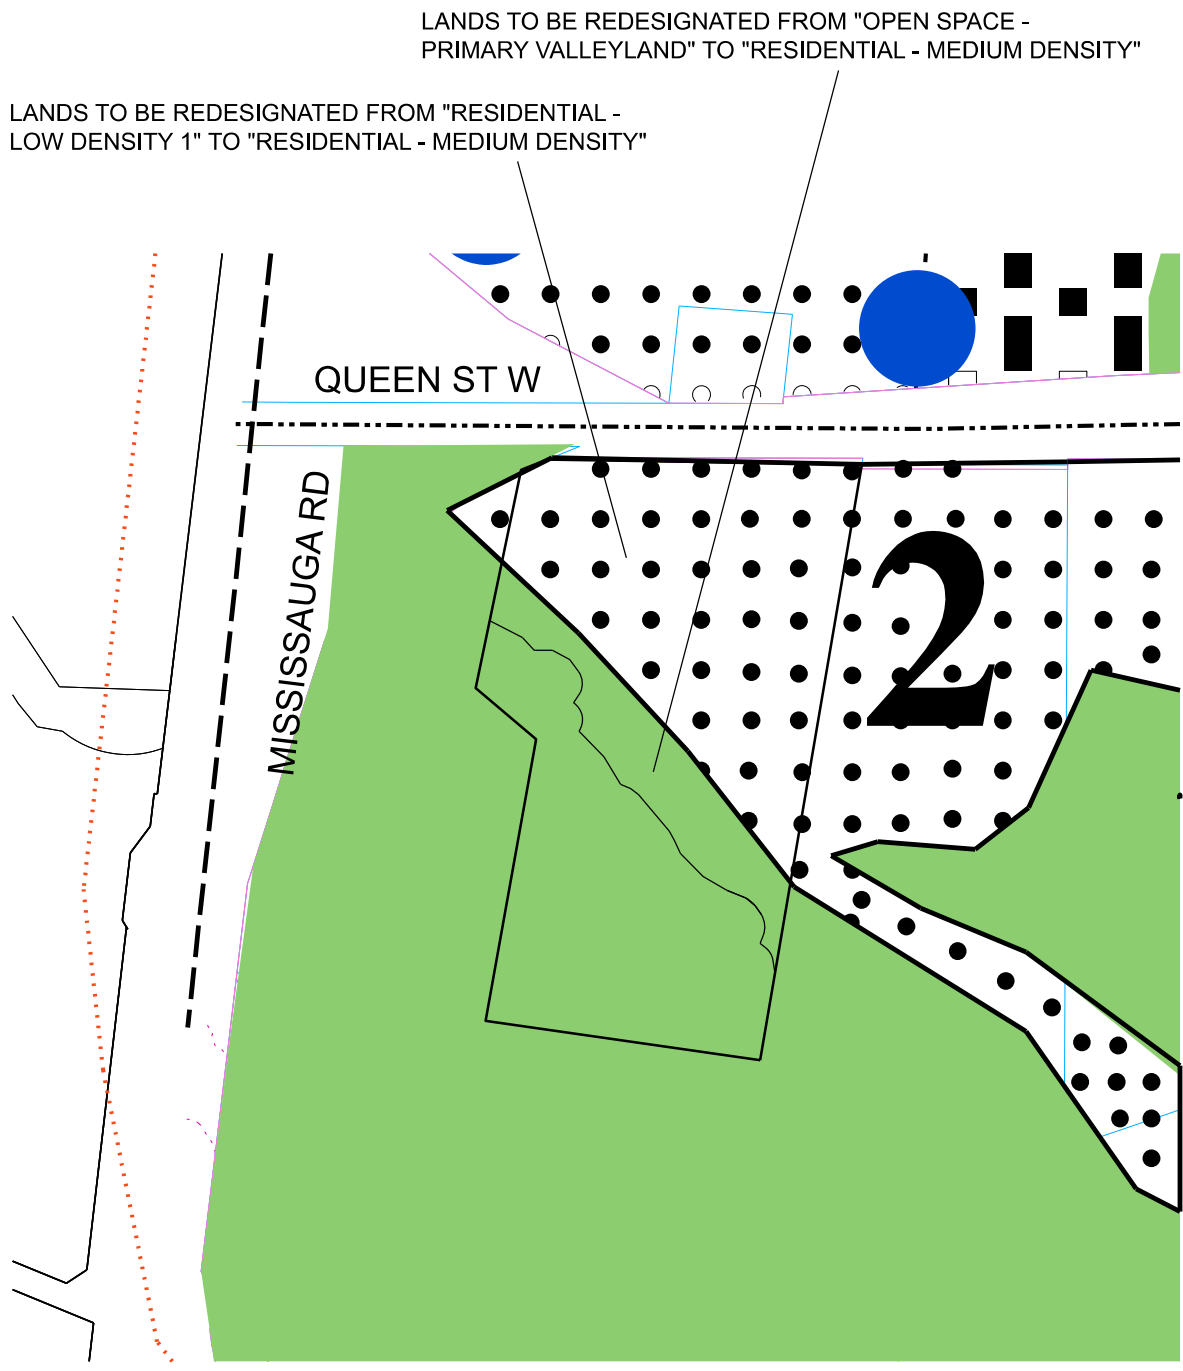 LANDS TO BE REDESIGNATED FROM "OPEN SPACE -
PRIMARY VALLEYLAND" TO "RESIDENTIAL - MEDIUM DENSITY"
LANDS TO BE REDESIGNATED FROM "RESIDENTIAL -
LOW DENSITY 1" TO "RESIDENTIAL - MEDIUM DENSITY"
QUEEN ST W
MISSISSAUGA RD
2